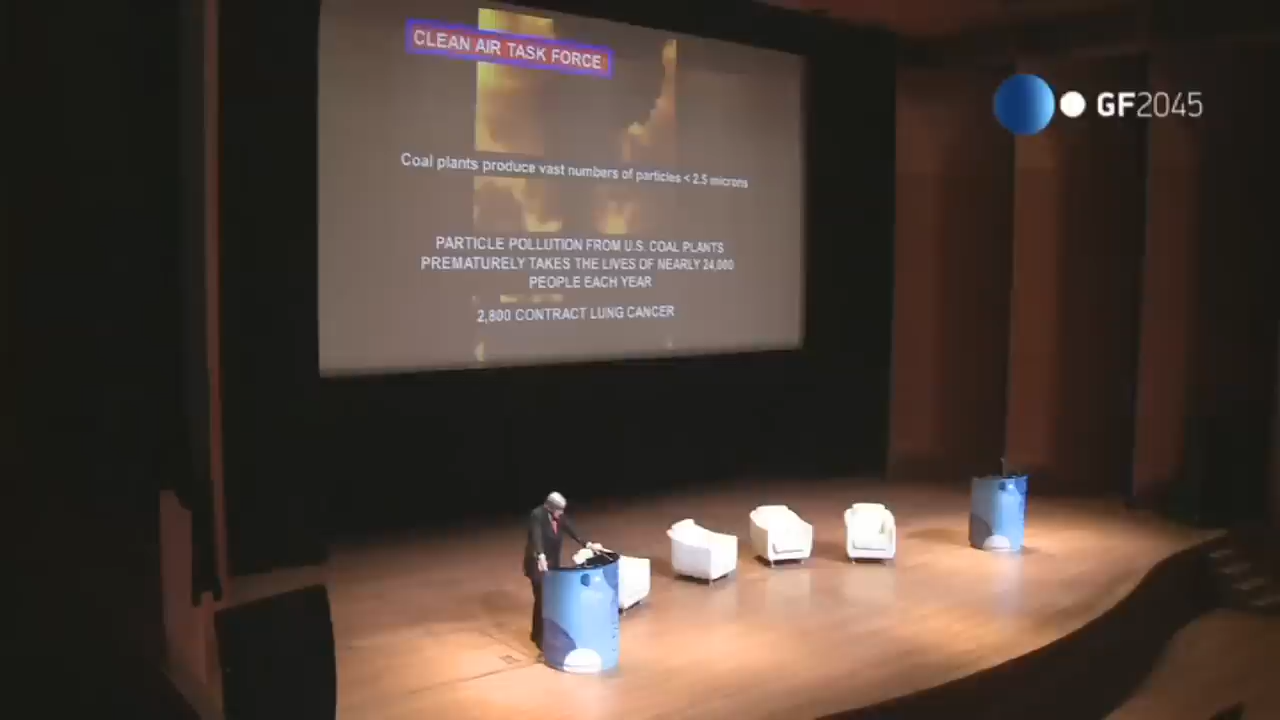 CLEAN AIR TASK FORCE
GF2045
Coal plants produce vast numbers of particles < 2.5 microns
PARTICLE POLLUTION FROM U.S. COAL PLANTS
PREMATURELY TAKES THE LIVES OF NEARLY 24,000
PEOPLE EACH YEAR
2,800 CONTRACT LUNG CANCER